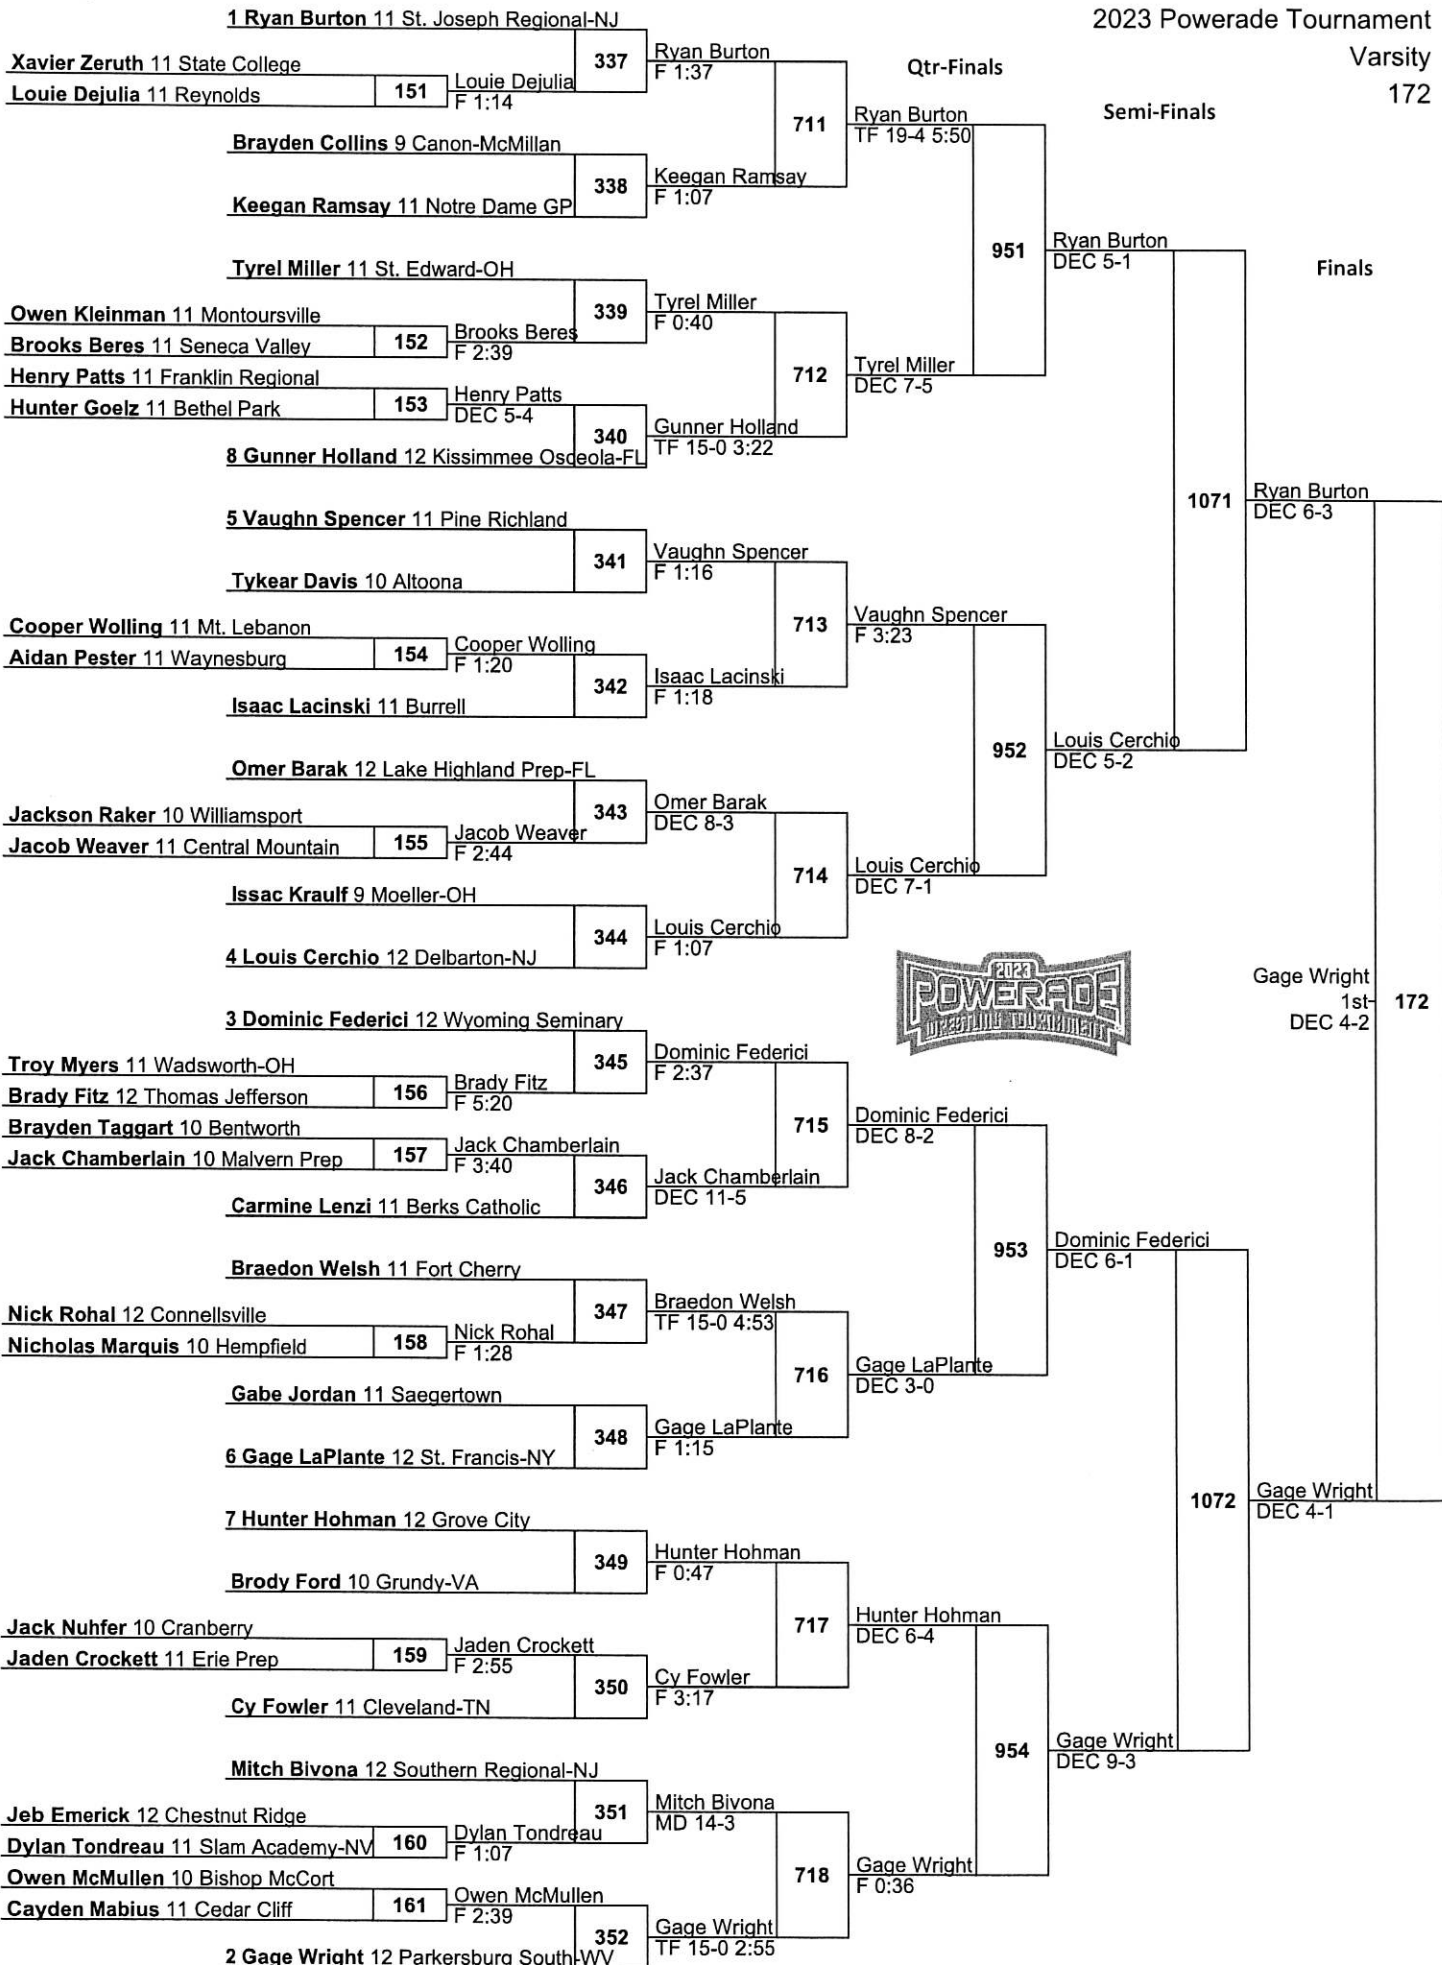 2023 Powerade Tournament
Varsity
172
Qtr-Finals
Semi-Finals
Finals
1 Ryan Burton 11 St. Joseph Regional-NJ
337
Ryan Burton
F 1:37
Xavier Zeruth 11 State College
Louie Dejulia 11 Reynolds
151
Louie Dejulia
F 1:14
711
Ryan Burton
TF 19-4 5:50
Brayden Collins 9 Canon-McMillan
338
Keegan Ramsay
F 1:07
Keegan Ramsay 11 Notre Dame GP
951
Ryan Burton
DEC 5-1
Tyrel Miller 11 St. Edward-OH
339
Tyrel Miller
F 0:40
Owen Kleinman 11 Montoursville
Brooks Beres 11 Seneca Valley
152
Brooks Beres
F 2:39
712
Tyrel Miller
DEC 7-5
Henry Patts 11 Franklin Regional
Hunter Goelz 11 Bethel Park
153
Henry Patts
DEC 5-4
340
Gunner Holland
TF 15-0 3:22
8 Gunner Holland 12 Kissimmee Osceola-FL
1071
Ryan Burton
DEC 6-3
5 Vaughn Spencer 11 Pine Richland
341
Vaughn Spencer
F 1:16
Tykear Davis 10 Altoona
713
Vaughn Spencer
F 3:23
Cooper Wolling 11 Mt. Lebanon
Aidan Pester 11 Waynesburg
154
Cooper Wolling
F 1:20
342
Isaac Lacinski
F 1:18
Isaac Lacinski 11 Burrell
952
Louis Cerchio
DEC 5-2
Omer Barak 12 Lake Highland Prep-FL
343
Omer Barak
DEC 8-3
Jackson Raker 10 Williamsport
Jacob Weaver 11 Central Mountain
155
Jacob Weaver
F 2:44
714
Louis Cerchio
DEC 7-1
Issac Kraulf 9 Moeller-OH
344
Louis Cerchio
F 1:07
4 Louis Cerchio 12 Delbarton-NJ
2023
POWERADE
WRESTLING TOURNAMENT
Gage Wright
1st
DEC 4-2
172
3 Dominic Federici 12 Wyoming Seminary
345
Dominic Federici
F 2:37
Troy Myers 11 Wadsworth-OH
Brady Fitz 12 Thomas Jefferson
156
Brady Fitz
F 5:20
715
Dominic Federici
DEC 8-2
Brayden Taggart 10 Bentworth
Jack Chamberlain 10 Malvern Prep
157
Jack Chamberlain
F 3:40
346
Jack Chamberlain
DEC 11-5
Carmine Lenzi 11 Berks Catholic
953
Dominic Federici
DEC 6-1
Braedon Welsh 11 Fort Cherry
347
Braedon Welsh
TF 15-0 4:53
Nick Rohal 12 Connellsville
Nicholas Marquis 10 Hempfield
158
Nick Rohal
F 1:28
716
Gage LaPlante
DEC 3-0
Gabe Jordan 11 Saegertown
348
Gage LaPlante
F 1:15
6 Gage LaPlante 12 St. Francis-NY
1072
Gage Wright
DEC 4-1
7 Hunter Hohman 12 Grove City
349
Hunter Hohman
F 0:47
Brody Ford 10 Grundy-VA
717
Hunter Hohman
DEC 6-4
Jack Nuhfer 10 Cranberry
Jaden Crockett 11 Erie Prep
159
Jaden Crockett
F 2:55
350
Cy Fowler
F 3:17
Cy Fowler 11 Cleveland-TN
954
Gage Wright
DEC 9-3
Mitch Bivona 12 Southern Regional-NJ
351
Mitch Bivona
MD 14-3
Jeb Emerick 12 Chestnut Ridge
Dylan Tondreau 11 Slam Academy-NV
160
Dylan Tondreau
F 1:07
718
Gage Wright
F 0:36
Owen McMullen 10 Bishop McCort
Cayden Mabius 11 Cedar Cliff
161
Owen McMullen
F 2:39
352
Gage Wright
TF 15-0 2:55
2 Gage Wright 12 Parkersburg South-WV